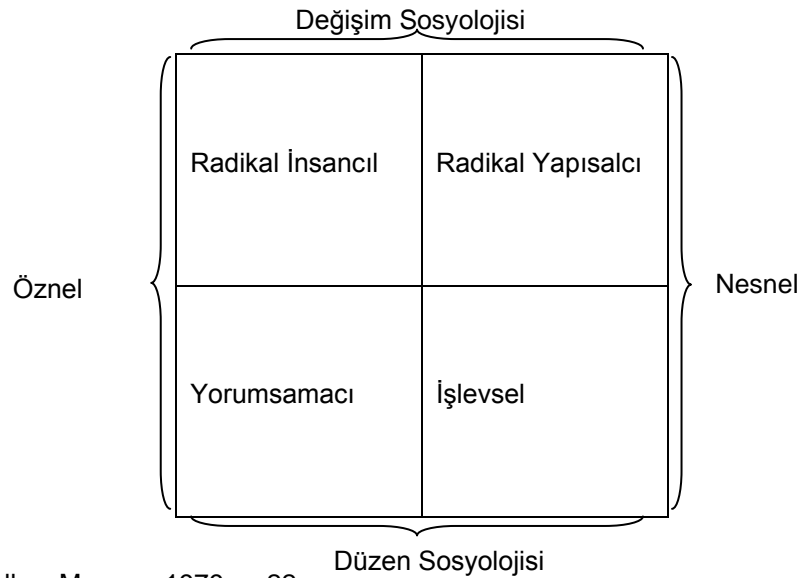 Değişim Sosyolojisi
Radikal İnsancıl
Radikal Yapısalcı
Öznel
Nesnel
Yorumsamacı
İşlevsel
Düzen Sosyolojisi